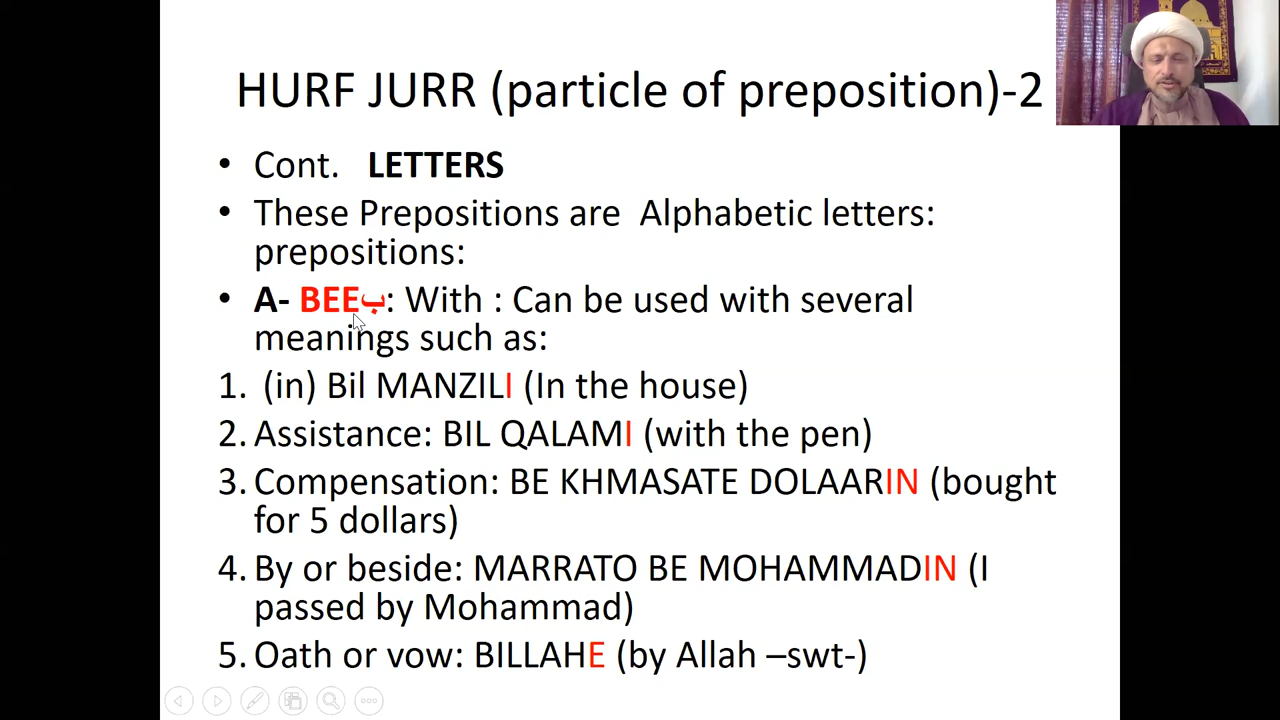 HURF JURR (particle of preposition)-2
• Cont. LETTERS
• These Prepositions are Alphabetic letters:
prepositions:
• A- BEEب: With : Can be used with several
meanings such as:
1. (in) Bil MANZILI (In the house)
2. Assistance: BIL QALAMI (with the pen)
3. Compensation: BE KHMASATE DOLAARIN (bought
for 5 dollars)
4. By or beside: MARRATO BE MOHAMMADIN (I
passed by Mohammad)
5. Oath or vow: BILLAHE (by Allah –swt-)